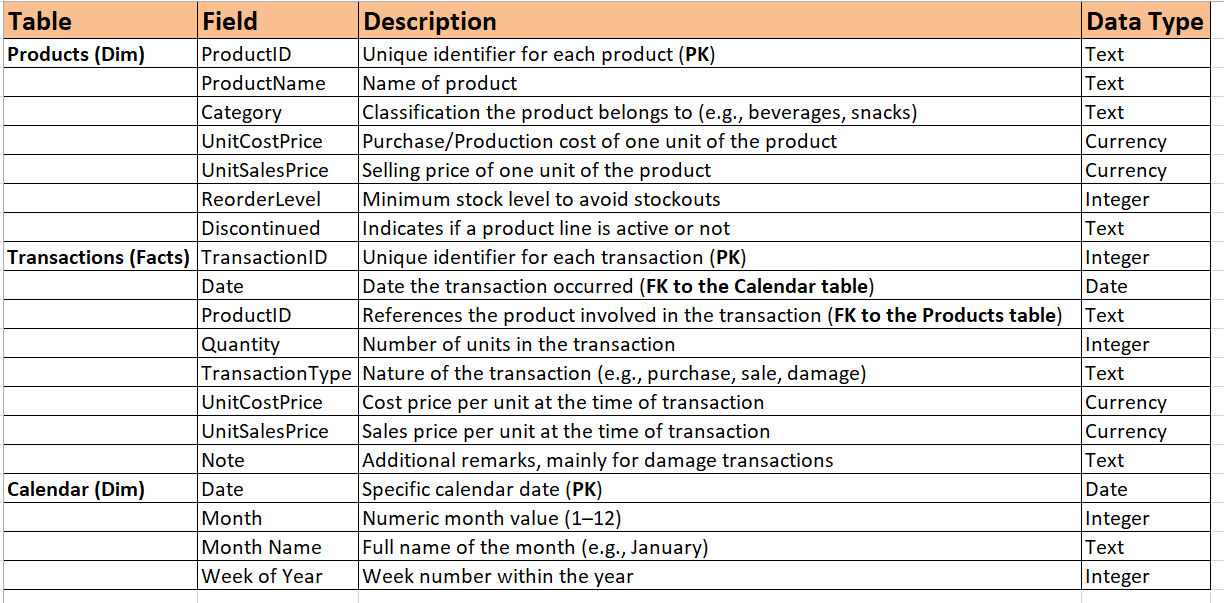 Table Field Description Data Type
Products (Dim) ProductID Unique identifier for each product (PK) Text
ProductName Name of product Text
Category Classification the product belongs to (e.g., beverages, snacks) Text
UnitCostPrice Purchase/Production cost of one unit of the product Currency
UnitSalesPrice Selling price of one unit of the product Currency
ReorderLevel Minimum stock level to avoid stockouts Integer
Discontinued Indicates if a product line is active or not Text
Transactions (Facts) TransactionID Unique identifier for each transaction (PK) Integer
Date Date the transaction occurred (FK to the Calendar table) Date
ProductID References the product involved in the transaction (FK to the Products table) Text
Quantity Number of units in the transaction Integer
TransactionType Nature of the transaction (e.g., purchase, sale, damage) Text
UnitCostPrice Cost price per unit at the time of transaction Currency
UnitSalesPrice Sales price per unit at the time of transaction Currency
Note Additional remarks, mainly for damage transactions Text
Calendar (Dim) Date Specific calendar date (PK) Date
Month Numeric month value (1–12) Integer
Month Name Full name of the month (e.g., January) Text
Week of Year Week number within the year Integer